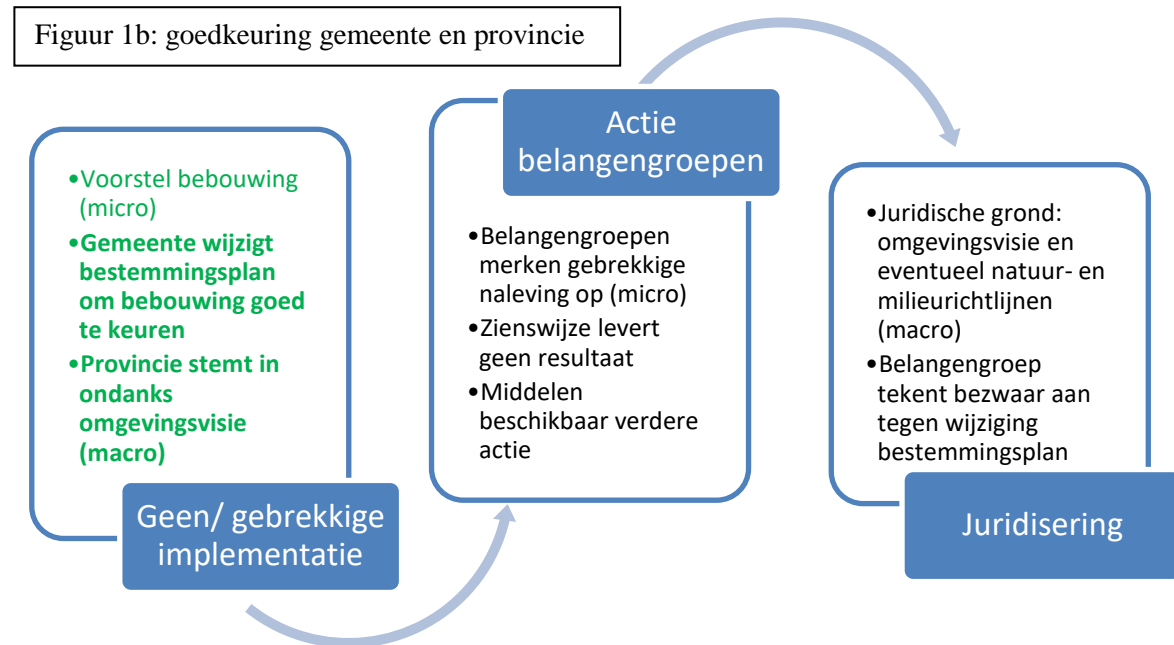 Figuur 1b: goedkeuring gemeente en provincie
•Voorstel bebouwing
(micro)
•Gemeente wijzigt
bestemmingsplan
om bebouwing goed
te keuren
•Provincie stemt in
ondanks
omgevingsvisie
(macro)
Geen/ gebrekkige
implementatie
Actie
belangengroepen
•Belangengroepen
merken gebrekkige
naleving op (micro)
•Zienswijze levert
geen resultaat
•Middelen
beschikbaar verdere
actie
•Juridische grond:
omgevingsvisie en
eventueel natuur- en
milieurichtlijnen
(macro)
•Belangengroep
tekent bezwaar aan
tegen wijziging
bestemmingsplan
Juridisering